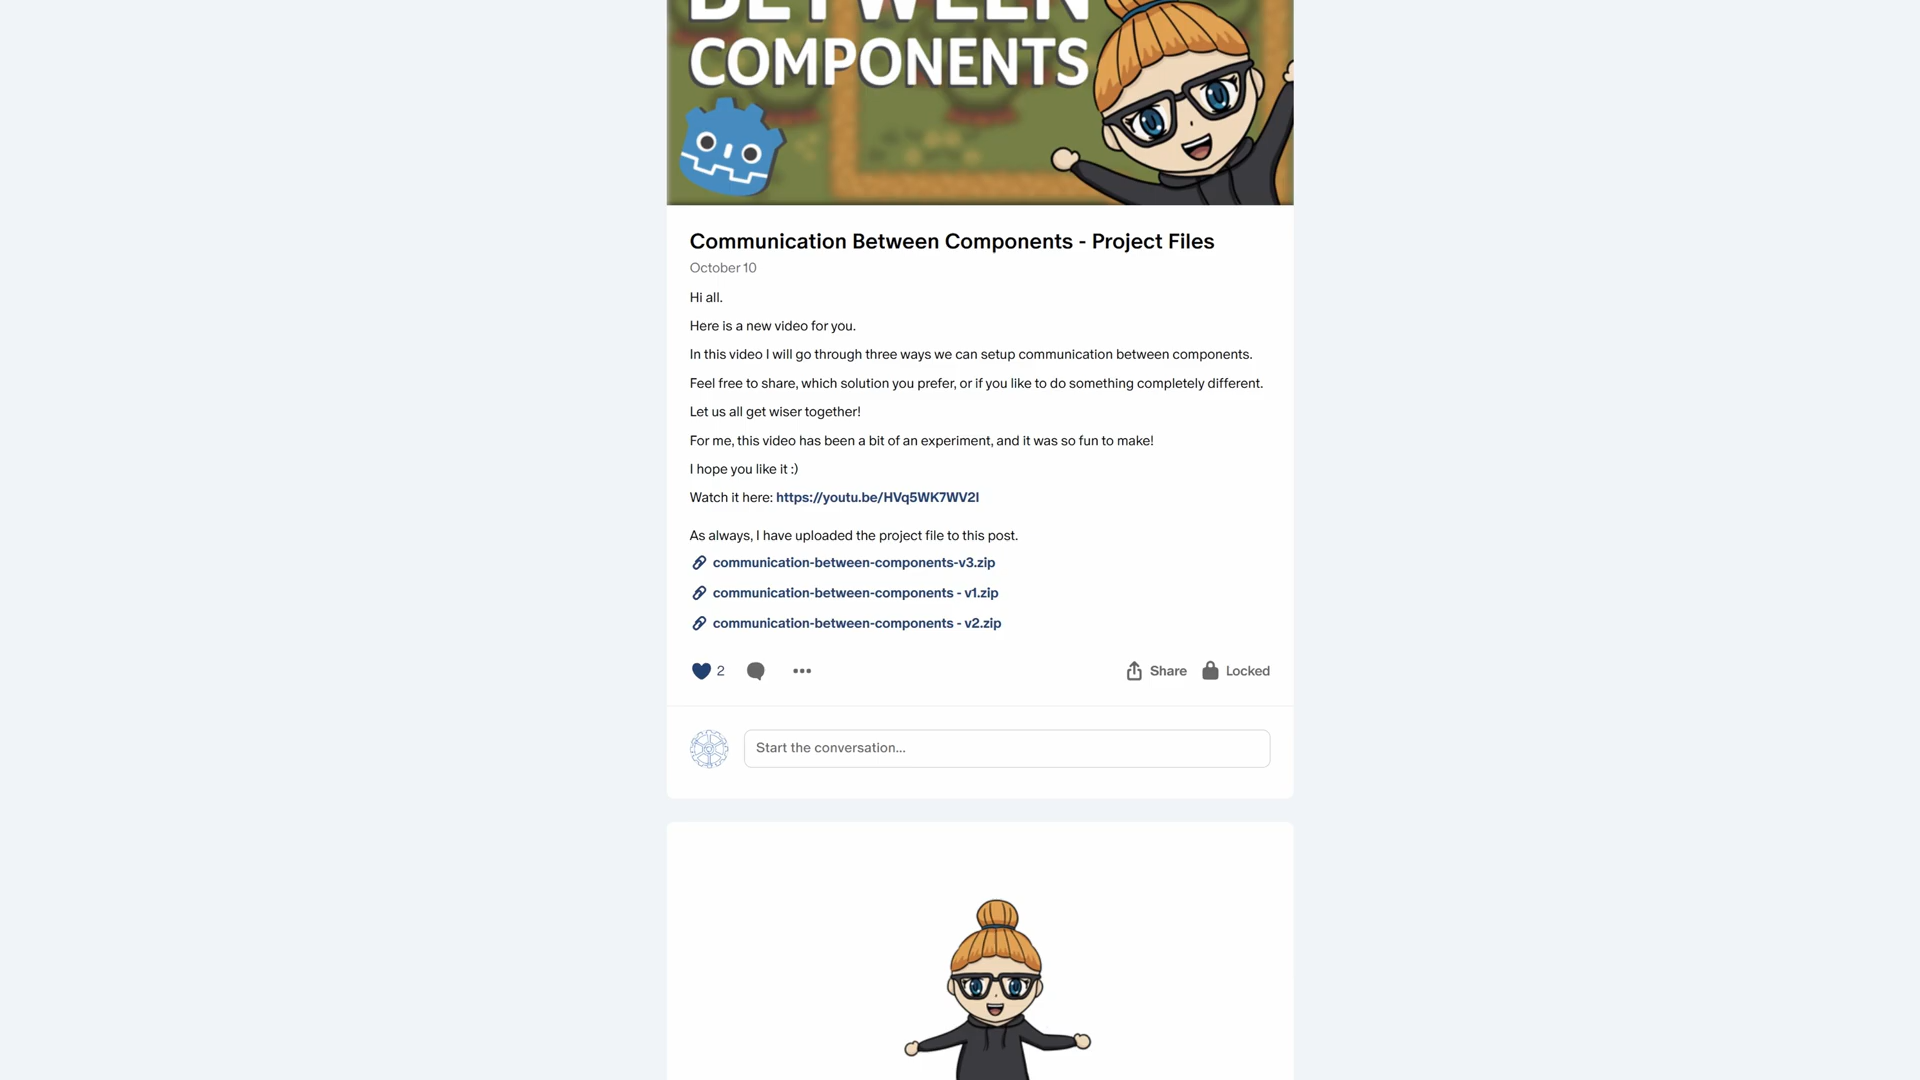 BETWEEN
COMPONENTS
Communication Between Components - Project Files
October 10
Hi all.
Here is a new video for you.
In this video I will go through three ways we can setup communication between components.
Feel free to share, which solution you prefer, or if you like to do something completely different.
Let us all get wiser together!
For me, this video has been a bit of an experiment, and it was so fun to make!
I hope you like it :)
Watch it here: https://youtu.be/HVq5WK7WV2I
As always, I have uploaded the project file to this post.
communication-between-components-v3.zip
communication-between-components - v1.zip
communication-between-components - v2.zip
2
Share
Locked
Start the conversation...